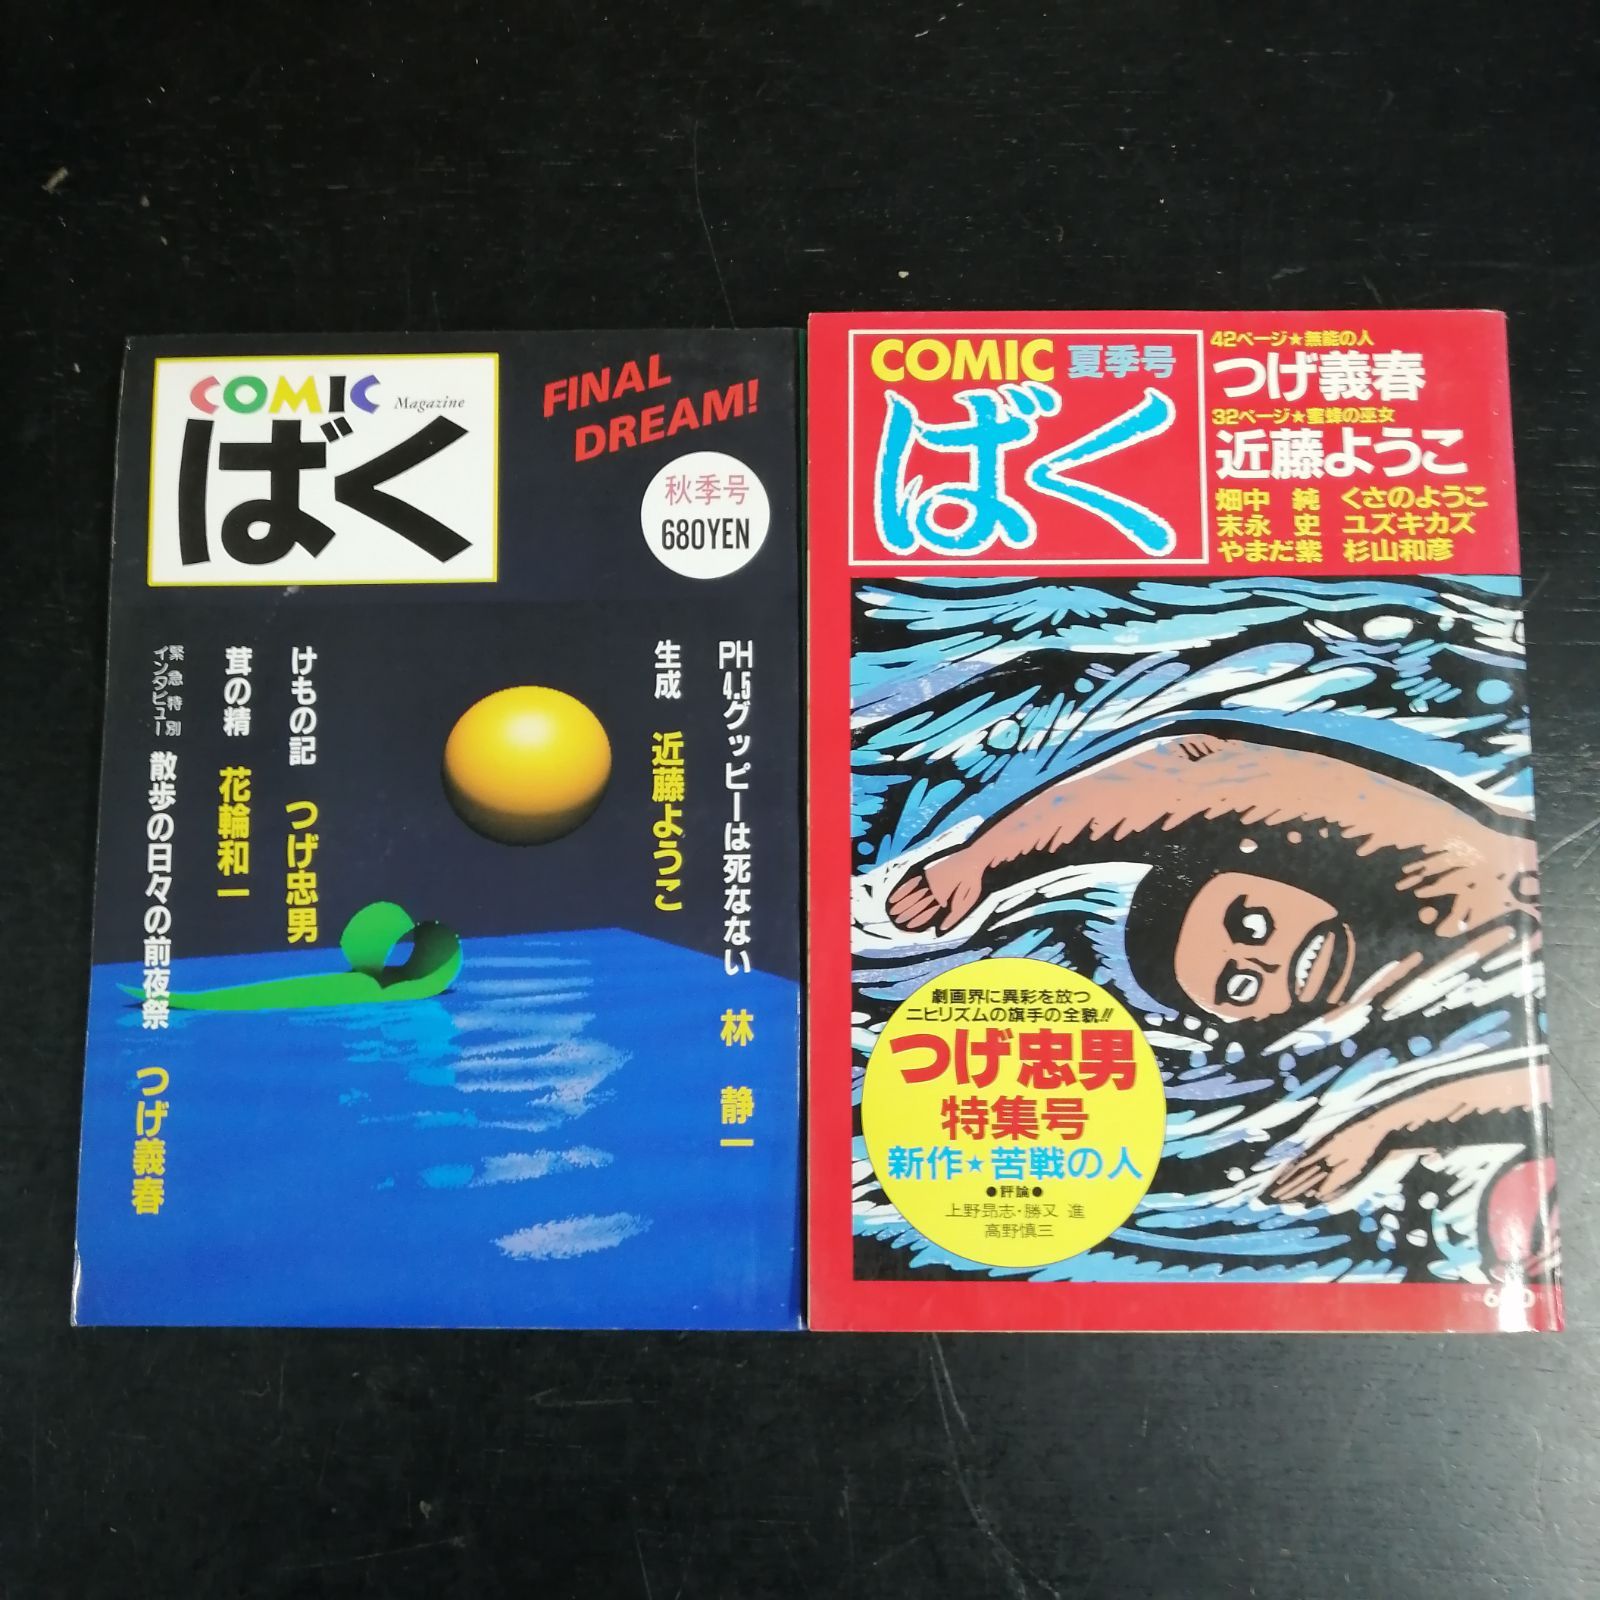 COMIC
Magazine
ばく
FINAL
DREAM!
秋季号
680YEN
PH4.5グッピーは死なない 林 静一
生成 近藤ようこ
けもの記 つげ忠男
茸の精 花輪和一
緊急特別
インタビュー
散歩の日々の前夜祭 つげ義春
COMIC 夏季号
ばく
42ページ★無能の人
つげ義春
32ページ★蜜蜂の巫女
近藤ようこ
畑中 純 くさのようこ
末永 史 ユズキカズ
やまだ紫 杉山和彦
劇画界に異彩を放つ
ニヒリズムの旗手の全貌!!
つげ忠男
特集号
新作★苦戦の人
●評論●
上野昻志・勝又 進
高野慎三